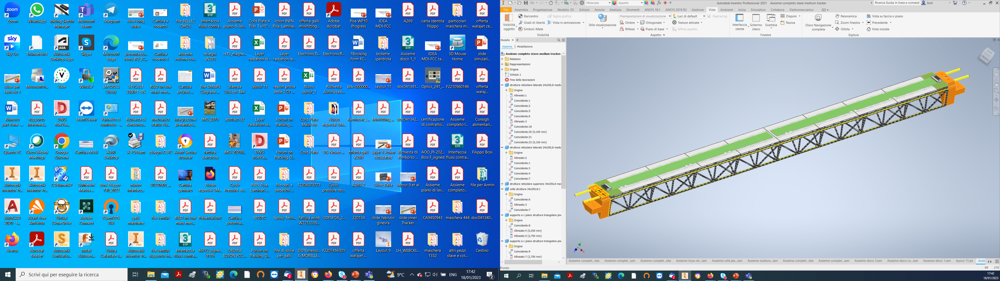 Zoom
WhatsApp
Inkling Sketch
Manager
Microsoft
Teams
Telegram
slide long
stave
Cattura x
roberto
file BELLE2
CMOS
Interfaccia
flussi contra...
Assieme
piano di lav...
Cold Plate 4
Tubi T=15°...
loson INFN
Pisa, Lamina...
offerta galli
minifitting...
Adobe
Acrobat
Pisa WP10
Progress
IDEA
MDI-FCC
A269
carta identita
filippo
particolari
maschera m...
offerta
watajet ce...
Sky Go
Thunderbird
Autodesk
Desktop App
Skype
Microsoft
Edge
presentazio...
fbosi RD_FC...
Cattura
roberto 1
assieme
volume col...
disegni
LN2P3
HTS_magne...
Layer
radiation le...
Layer
radiation le...
ElectronicTi...
ElectronicR...
1Booking
form FC...
bollette
iperdrola
Assieme
disco 1_1
IDEA
MDI-FCC ta...
3D Mouse
Home
slide
simulati...
slide per
Fabrizio 1
MicrosoftPr...
Vibe
WinSCP
LMTOOLS
Utility
STYCAST
2850FT-EN
R&D on low
mass mec...
Cattura
polytec ...
The DMAPS
Upgrade ...
Stampa
Utilizzo Taxi
layout 11
report prova
belle 2 07-...
Nuovi
layout_1
Richiesta
Autorizzazi...
pdv-000000...
layout 11
doc041341...
Optics_241_...
F2210560146
offerta
wataj...
Rinnovo
part-time -...
supporto
intermedi...
DWG
TrueVie...
TeamViewer
Pannello di
controllo - ...
Richiesta di
Rimborso...
mechanics
status Pis...
integrazione
presentazi...
IMG_2879
abstract-32
Layer
radiation le...
Forum on
Tracking ...
Cold Plate
Maurizio
Fluido
especial 3M...
Reminder_L...
Minifitting_...
doc041342...
certificazione
di contratto...
Assieme
completo l...
Consigli
alimentari...
Questo PC
Cisco Webex
Meetings
Google
Chrome
Cattura M55J
A360
Desktop
X-PDFsam
disegni CEPC
Avast Secure
Browser
fattura
iberdrola
IMG-20200...
DWG
TrueVie...
Forum on
Tracking D...
Cold Plate
DS-Novec-...
offerta galli
A269
Layer 1 Power
dissipated
Richiesta di
Rimborso ...
AOO_PI-202...
Bosi F_signed
Interfaccia
flussi contra...
Filippo Bosi
Autodesk
Inventor Pr...
Autodesk
Inventor Pr...
CDBurnerXP
Suffredini
Marisa ...
Bosi Filippo -
730_2022
nuovo
interfacc...
20220901_...
Cattura
gennaro
Fluido
especial 3M...
Cyclic
Pressure Te...
INFN Pisa,
Laminati ...
file dati a
bedeschi ...
F2204379773
Cyclic
pressure tes...
A269-2
Slide_Palla
layout 9 et al
Assieme
piano di lav...
Assieme
completo...
file per Armin
AutoCAD
2020 - I...
Avast Free
Antivirus
Virtual
CloneDrive
Adobe
Connect
OpenVPN
GUI
galli
maschere
file venturi
R&D on low
mass mec...
Presentation1
Cattura
pocofoa...
EP30TC
Epoxy-Tech...
fattura wind
W2213335...
GDFSFOX_2...
220134
slide fabrizio
ginevra
slide inner
Tracker
CA9450943
maschera 444
doc041340...
Firefox
Acrobat
Reader
Autodesk
Simulatio...
Install
Autodes...
Visura
Catastale t...
Autodesk
Inventor Pr...
file venturi
supporto in...
Interfaccia
flussi contra...
46772_signe...
9176
ORDINE
LOSON FCC ...
Forum on
Tracking D...
file di silvia
per galli
DDTEmesso...
& MORELLI ...
F2207456301
offerta
watajet ...
Layout 9
LH_WEBCKI...
maschera
1332
altri pezzi
stave e col...
Cestino
Scrivi qui per eseguire la ricerca
9°C
ENG
17:42
18/01/2023
Materiale
Aspetto
Autodesk Inventor Professional 2021 Assieme completo stave medium tracker
Ricerca Guida in linea e comand
bosi
File Assembla Progettazione Modello 3D Schizzo Annota Analizza Strumenti ANSYS 18.1 ANSYS 2019 R2 Gestione Vista Ambienti Inizia Simulation Collabora Elettromeccanico
Visibilità
oggetto
Baricentro
Gradi di libertà
Simboli iMate
Taglia grafica
Vista in semisezione
Visibilità
Stile visualizzazione
Preimpostazioni di visualizzazione
Ombre
Riflessi
Luci di default
Ortogonale
Piano di base
Raytracing
Texture attivate
Affina aspetto
Aspetto
Interfaccia
utente
Schermo
intero
Scambia
Disponi
Nuova
Finestre
Disco Navigazione
completa
Panoramica
Zoom finestra
Orbita
Vista su faccia o piano
Precedente
Vista iniziale
Esplora
Modello
Assieme Modellazione
Assieme completo stave medium tracker.
Relazioni
Rappresentazioni
Origine
Schizzo 1
Fine delle lavorazioni
struttura reticolare laterale 24x350,8 mediu
Origine
Allineato:1
Coincidente:1
Coincidente:2
Coincidente:5
Coincidente:6
Allineato:3
Coincidente:18
Coincidente:20 (0,100 mm)
Coincidente:21
Coincidente:23 (0,100 mm)
struttura reticolare laterale 24x350,8 mediu
Origine
Allineato:2
Coincidente:1
Coincidente:3
Coincidente:4
Coincidente:7
struttura reticolare superiore 34x350,8 med
colla struttura 34x350,8:1
Origine
Coincidente:6
Allineato:3
Coincidente:7
supporto a c piano struttura triangolare pix
Origine
Coincidente:8
Allineato:4 (0,250 mm)
Allineato:5 (2,750 mm)
supporto a c piano struttura triangolare pix
Origine
Coincidente:9
Allineato:7 (2,750 mm)
Assieme complet...idw Assieme complet...iam Assieme complet...idw Assieme truss ret...iam Assieme cold pla...iam Assieme stuttura...iam Assieme complet...idw Assieme complet...iam Assieme disco 3.iam Assieme disco co...iam Assieme disco 1.iam layout 15.ipt Assie
Pronto
69 210
17:42
18/01/2023